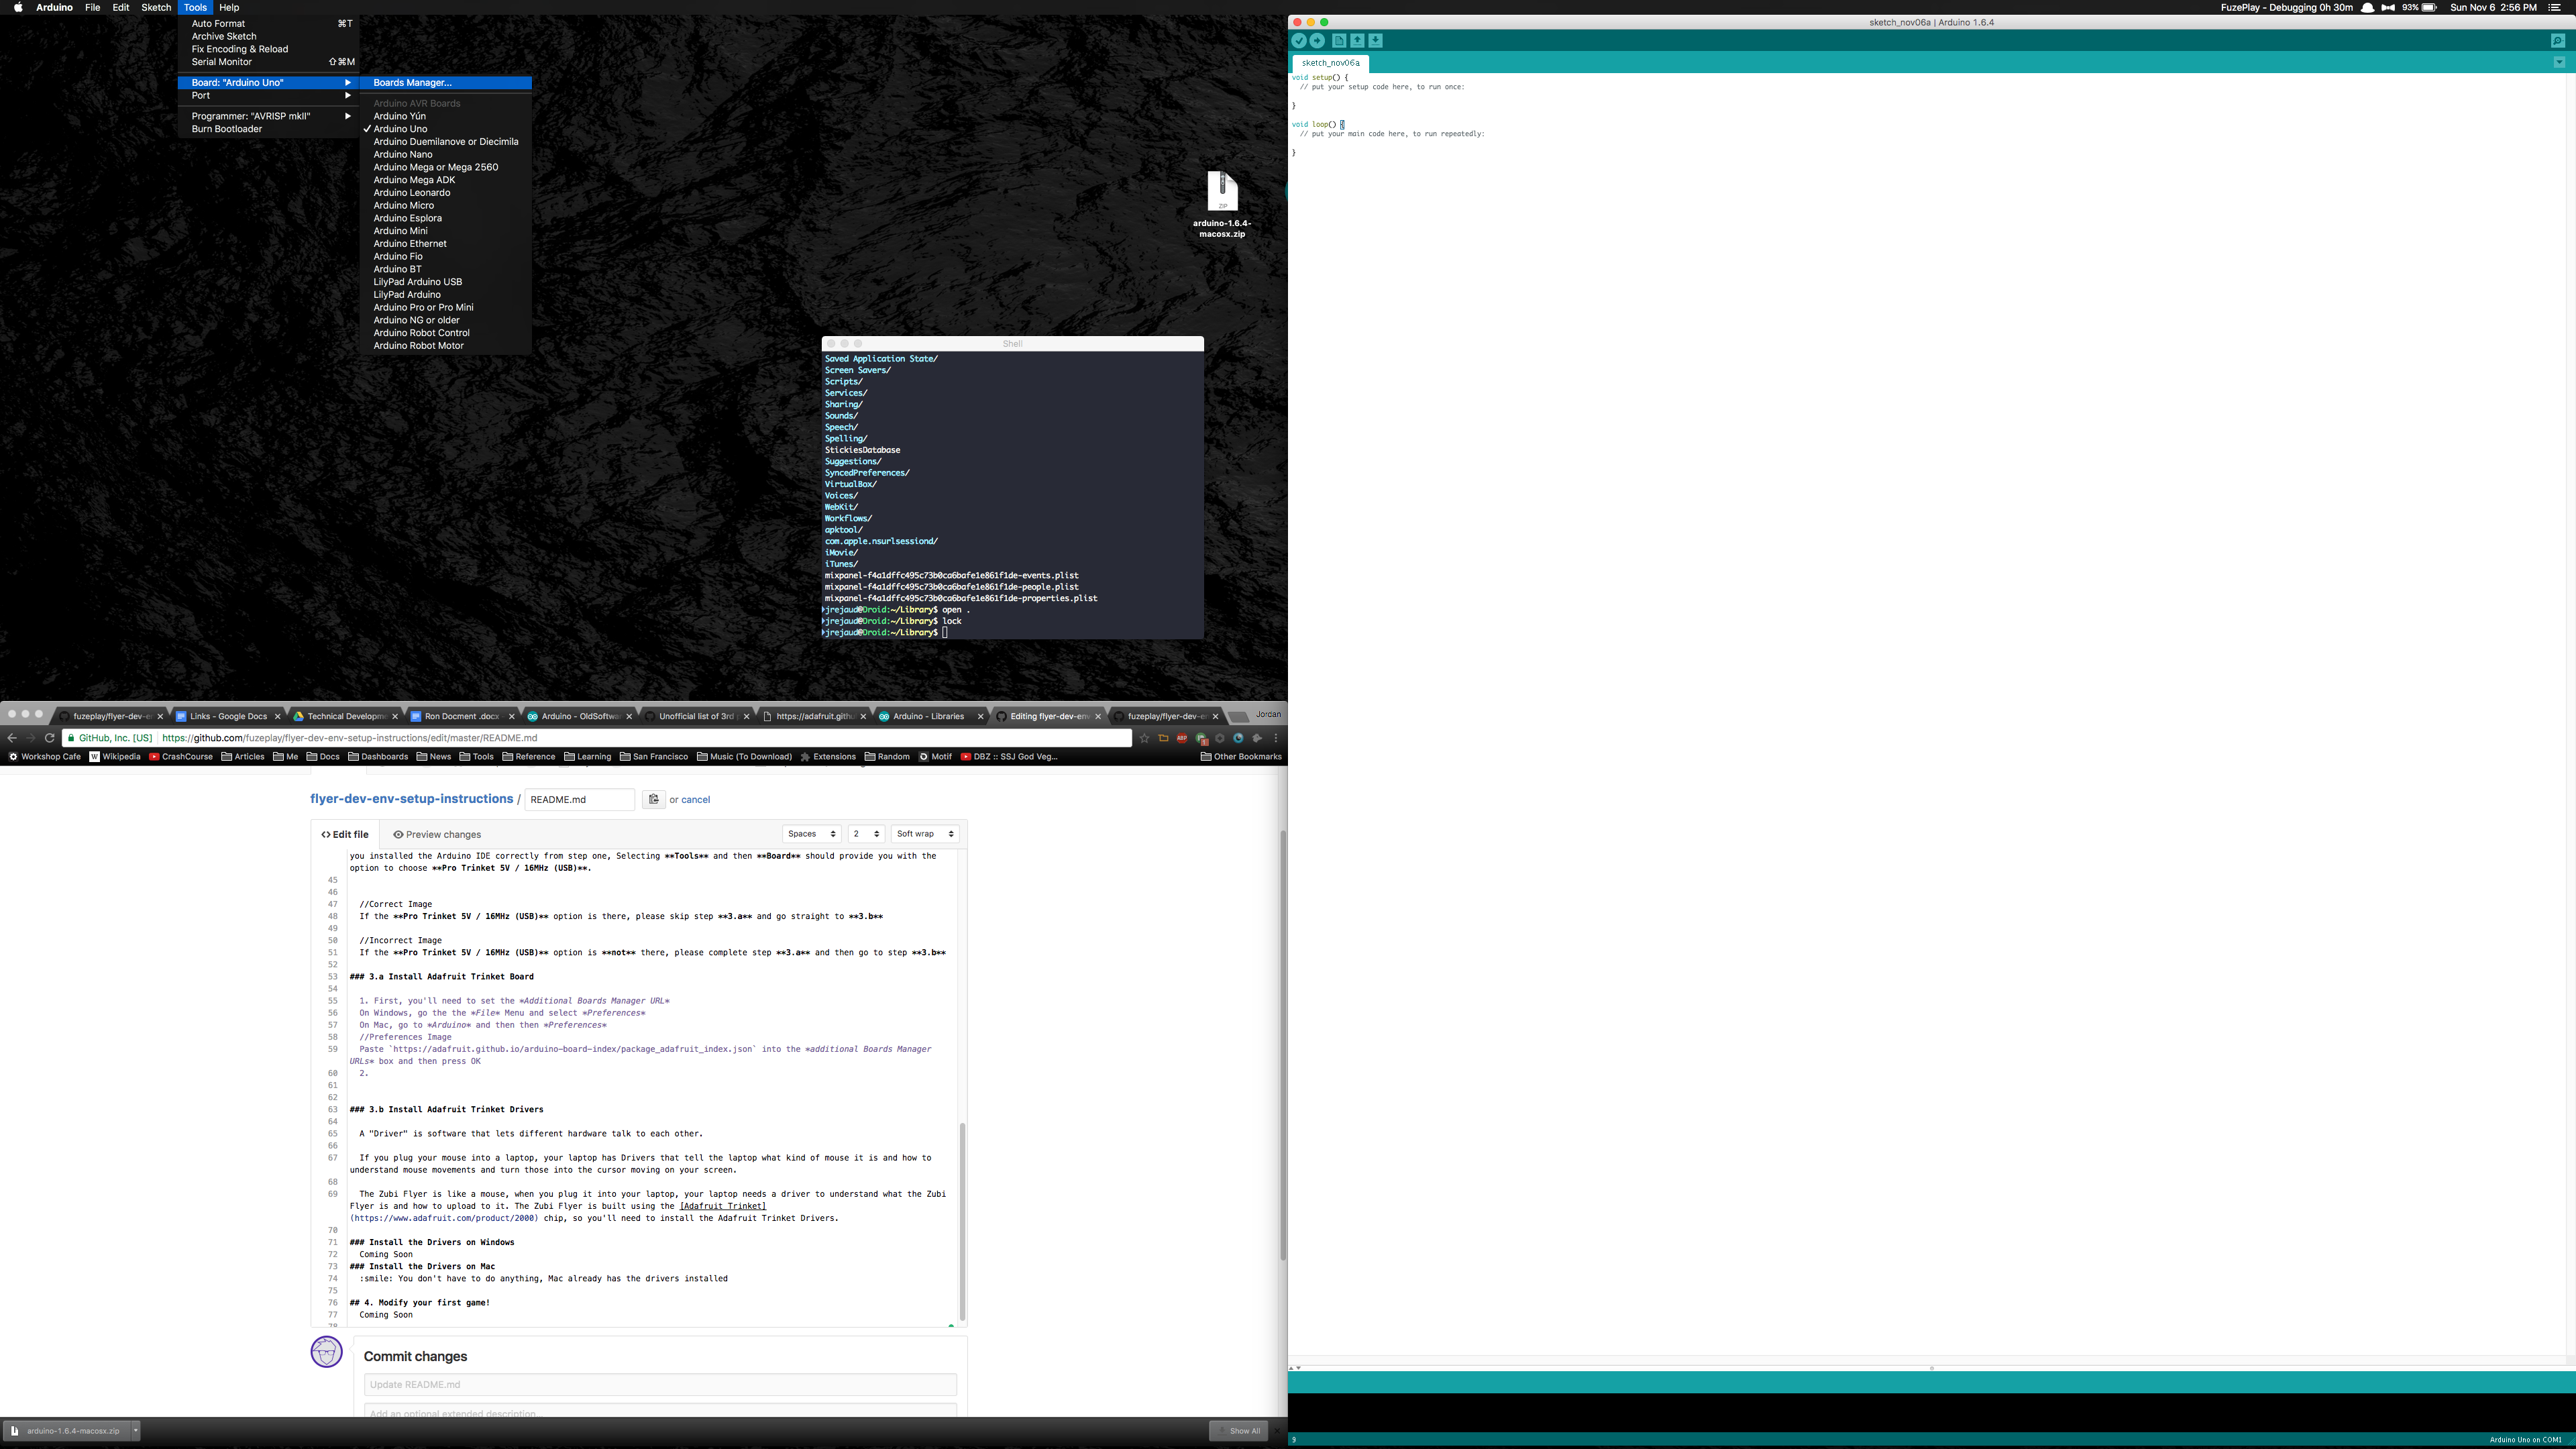 Arduino File Edit Sketch Tools Help
FuzePlay - Debugging 0h 30m 93% Sun Nov 6 2:56 PM
Auto Format ⌘T
Archive Sketch
Fix Encoding & Reload
Serial Monitor ⇧⌘M
Board: "Arduino Uno"
Port
Programmer: "AVRISP mkII"
Burn Bootloader
Boards Manager...
Arduino AVR Boards
Arduino Yún
✓ Arduino Uno
Arduino Duemilanove or Diecimila
Arduino Nano
Arduino Mega or Mega 2560
Arduino Mega ADK
Arduino Leonardo
Arduino Micro
Arduino Esplora
Arduino Mini
Arduino Ethernet
Arduino Fio
Arduino BT
LilyPad Arduino USB
LilyPad Arduino
Arduino Pro or Pro Mini
Arduino NG or older
Arduino Robot Control
Arduino Robot Motor
ZIP
arduino-1.6.4-
macosx.zip
Shell
Saved Application State/
Screen Savers/
Scripts/
Services/
Sharing/
Sounds/
Speech/
Spelling/
StickiesDatabase
Suggestions/
SyncedPreferences/
VirtualBox/
Voices/
WebKit/
Workflows/
apktool/
com.apple.nsurlsessiond/
iMovie/
iTunes/
mixpanel-f4a1dffc495c73b0ca6bafe1e861f1de-events.plist
mixpanel-f4a1dffc495c73b0ca6bafe1e861f1de-people.plist
mixpanel-f4a1dffc495c73b0ca6bafe1e861f1de-properties.plist
jrejaud@Droid:~/Library$ open .
jrejaud@Droid:~/Library$ lock
jrejaud@Droid:~/Library$
fuzeplay/flyer-dev-en Links - Google Docs Technical Developme Ron Docment .docx Arduino - OldSoftwar Unofficial list of 3rd https://adafruit.githu Arduino - Libraries Editing flyer-dev-env fuzeplay/flyer-dev-en Jordan
GitHub, Inc. [US] https://github.com/fuzeplay/flyer-dev-env-setup-instructions/edit/master/README.md
Workshop Cafe Wikipedia CrashCourse Articles Me Docs Dashboards News Tools Reference Learning San Francisco Music (To Download) Extensions Random Motif DBZ :: SSJ God Veg... Other Bookmarks
flyer-dev-env-setup-instructions / README.md or cancel
Edit file Preview changes Spaces 2 Soft wrap
you installed the Arduino IDE correctly from step one, Selecting **Tools** and then **Board** should provide you with the
option to choose **Pro Trinket 5V / 16MHz (USB)**.
45
46
47 //Correct Image
48 If the **Pro Trinket 5V / 16MHz (USB)** option is there, please skip step **3.a** and go straight to **3.b**
49
50 //Incorrect Image
51 If the **Pro Trinket 5V / 16MHz (USB)** option is **not** there, please complete step **3.a** and then go to step **3.b**
52
53 ### 3.a Install Adafruit Trinket Board
54
55 1. First, you'll need to set the *Additional Boards Manager URL*
56 On Windows, go the the *File* Menu and select *Preferences*
57 On Mac, go to *Arduino* and then then *Preferences*
58 //Preferences Image
59 Paste `https://adafruit.github.io/arduino-board-index/package_adafruit_index.json` into the *additional Boards Manager
URLs* box and then press OK
60 2.
61
62
63 ### 3.b Install Adafruit Trinket Drivers
64
65 A "Driver" is software that lets different hardware talk to each other.
66
67 If you plug your mouse into a laptop, your laptop has Drivers that tell the laptop what kind of mouse it is and how to
understand mouse movements and turn those into the cursor moving on your screen.
68
69 The Zubi Flyer is like a mouse, when you plug it into your laptop, your laptop needs a driver to understand what the Zubi
Flyer is and how to upload to it. The Zubi Flyer is built using the [Adafruit Trinket]
(https://www.adafruit.com/product/2000) chip, so you'll need to install the Adafruit Trinket Drivers.
70
71 ### Install the Drivers on Windows
72 Coming Soon
73 ### Install the Drivers on Mac
74 :smile: You don't have to do anything, Mac already has the drivers installed
75
76 ## 4. Modify your first game!
77 Coming Soon
78
Commit changes
Update README.md
Add an optional extended description...
arduino-1.6.4-macosx.zip
Show All
sketch_nov06a | Arduino 1.6.4
sketch_nov06a
void setup() {
// put your setup code here, to run once:
}
void loop() {
// put your main code here, to run repeatedly:
}
9
Arduino Uno on COM1